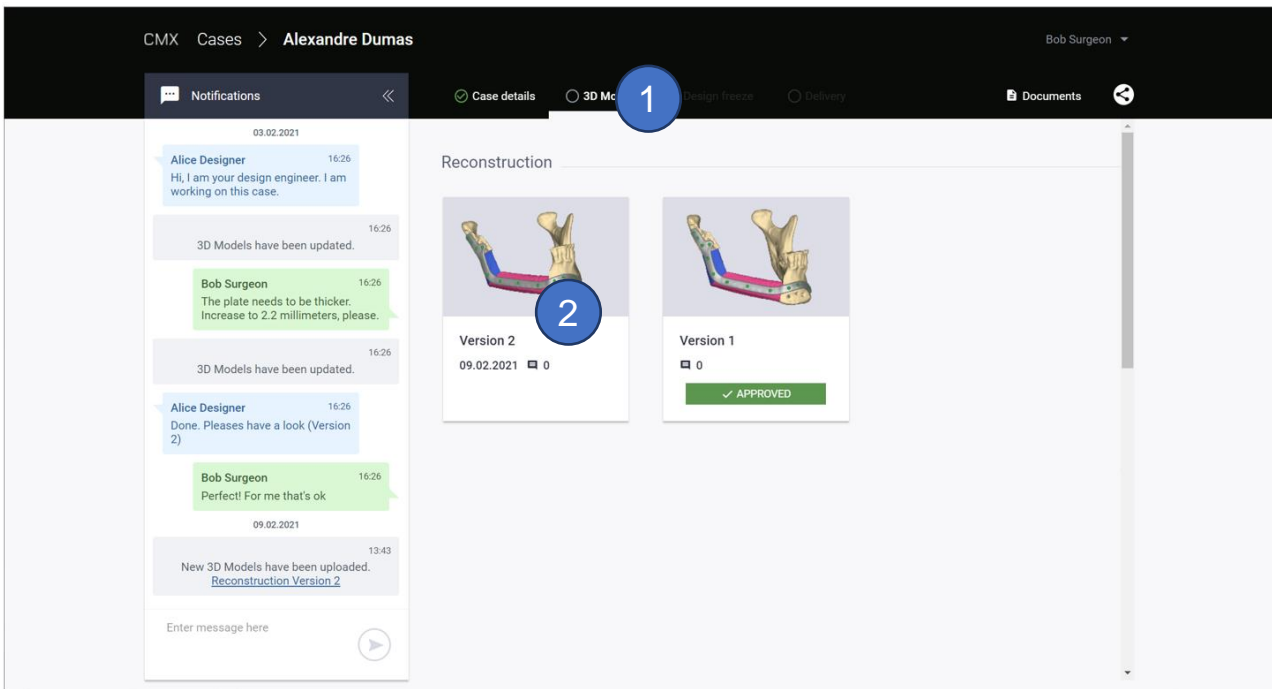 CMX Cases > Alexandre Dumas
Bob Surgeon
Notifications
Case details
3D Mo
1
Design freeze
Delivery
Documents
03.02.2021
Alice Designer 16:26
Hi, I am your design engineer. I am
working on this case.
16:26
3D Models have been updated.
Bob Surgeon 16:26
The plate needs to be thicker.
Increase to 2.2 millimeters, please.
16:26
3D Models have been updated.
Alice Designer 16:26
Done. Pleases have a look (Version
2)
Bob Surgeon 16:26
Perfect! For me that's ok
09.02.2021
13:43
New 3D Models have been uploaded.
Reconstruction Version 2
Enter message here
Reconstruction
2
Version 2
09.02.2021 0
Version 1
0
✓ APPROVED